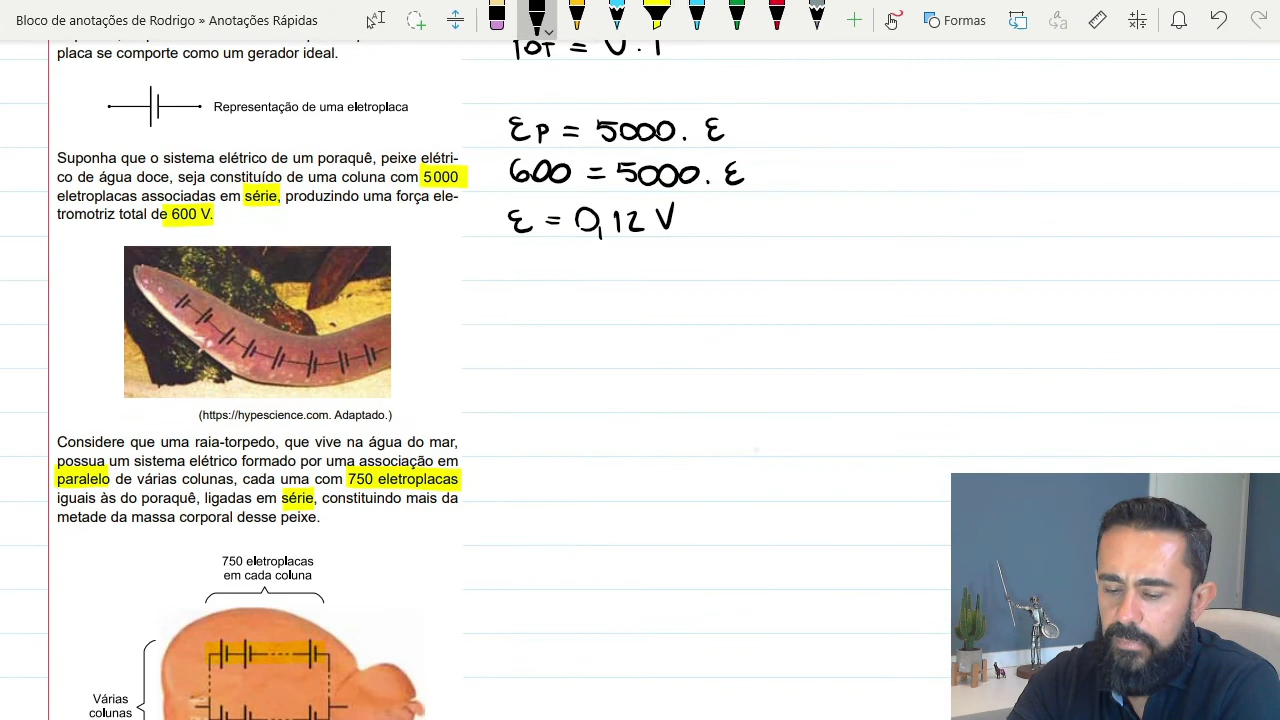 Bloco de anotações de Rodrigo » Anotações Rápidas
Formas
placa se comporte como um gerador ideal.
Representação de uma eletroplaca
Suponha que o sistema elétrico de um poraquê, peixe elétri-
co de água doce, seja constituído de uma coluna com 5 000
eletroplacas associadas em série, produzindo uma força ele-
tromotriz total de 600 V.
(https://hypescience.com. Adaptado.)
Considere que uma raia-torpedo, que vive na água do mar,
possua um sistema elétrico formado por uma associação em
paralelo de várias colunas, cada uma com 750 eletroplacas
iguais às do poraquê, ligadas em série, constituindo mais da
metade da massa corporal desse peixe.
750 eletroplacas
em cada coluna
Várias
colunas
Ɛp = 5000. Ɛ
600 = 5000. Ɛ
Ɛ = 0,12 V